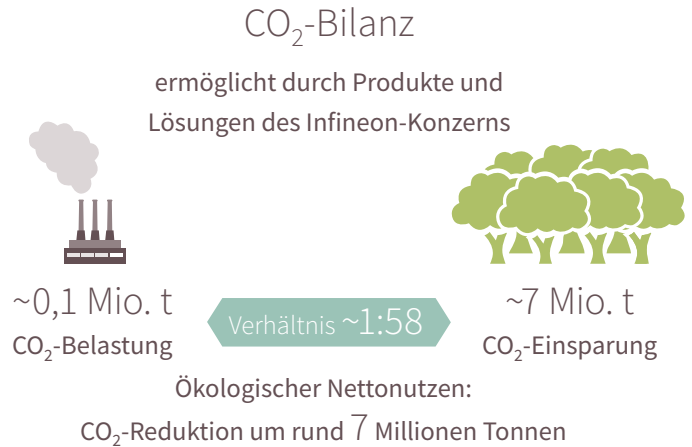 CO₂-Bilanz
ermöglicht durch Produkte und
Lösungen des Infineon-Konzerns
~0,1 Mio. t
CO₂-Belastung
Verhältnis ~1:58
~7 Mio. t
CO₂-Einsparung
Ökologischer Nettonutzen:
CO₂-Reduktion um rund 7 Millionen Tonnen